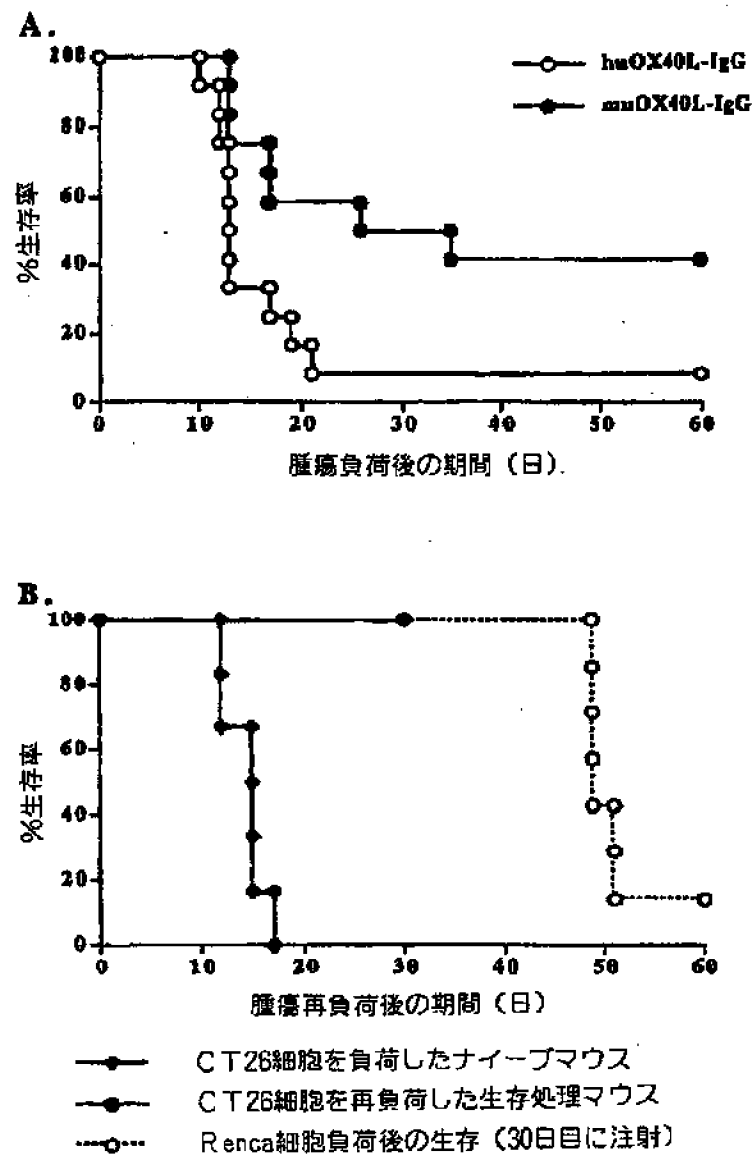 A.
huOX40L-IgG
muOX40L-IgG
100
80
60
40
20
0
%生存率
0 10 20 30 40 50 60
腫瘍負荷後の期間（日）.
B.
100
80
60
40
20
0
%生存率
0 10 20 30 40 50 60
腫瘍再負荷後の期間（日）
CT26細胞を負荷したナイーブマウス
CT26細胞を再負荷した生存処理マウス
Renca細胞負荷後の生存（30日目に注射）